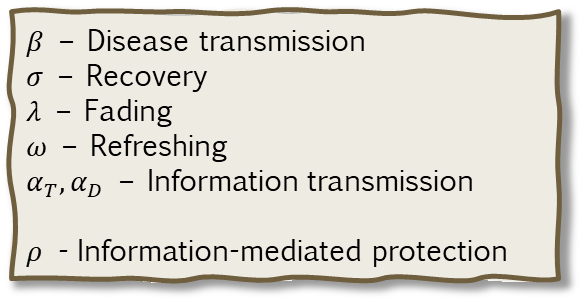 β – Disease transmission
σ – Recovery
λ – Fading
ω – Refreshing
α_T, α_D – Information transmission
ρ - Information-mediated protection